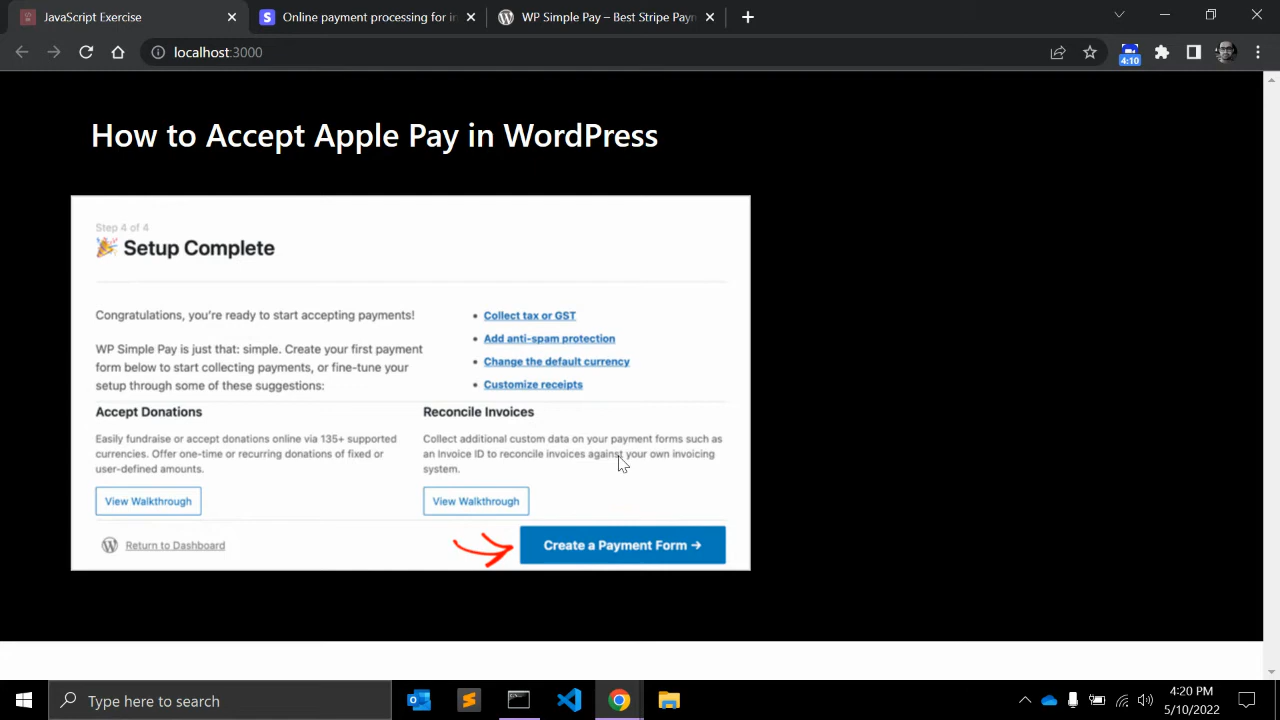 JavaScript Exercise
Online payment processing for in
WP Simple Pay – Best Stripe Paym
localhost:3000
4:10
How to Accept Apple Pay in WordPress
Step 4 of 4
🎉 Setup Complete
Congratulations, you're ready to start accepting payments!
WP Simple Pay is just that: simple. Create your first payment
form below to start collecting payments, or fine-tune your
setup through some of these suggestions:
• Collect tax or GST
• Add anti-spam protection
• Change the default currency
• Customize receipts
Accept Donations
Easily fundraise or accept donations online via 135+ supported
currencies. Offer one-time or recurring donations of fixed or
user-defined amounts.
View Walkthrough
Reconcile Invoices
Collect additional custom data on your payment forms such as
an Invoice ID to reconcile invoices against your own invoicing
system.
View Walkthrough
Return to Dashboard
Create a Payment Form →
Type here to search
4:20 PM
5/10/2022